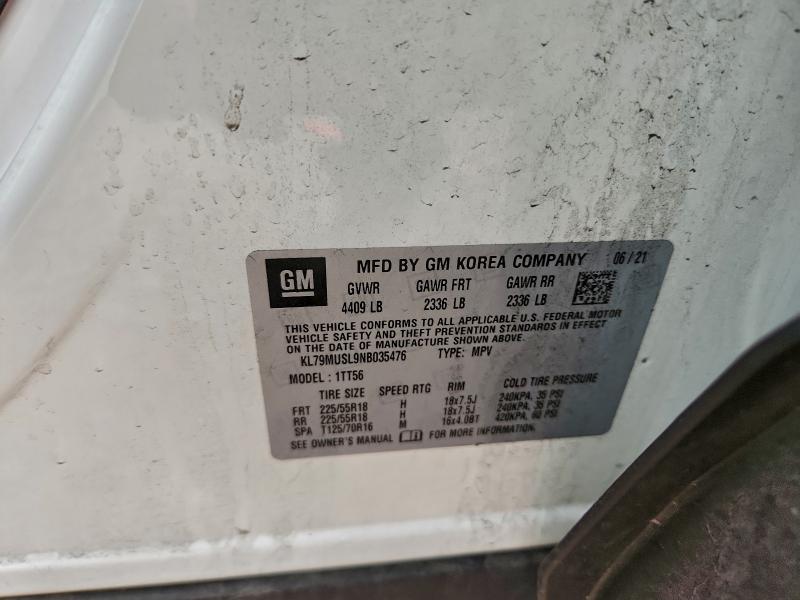 GM
MFD BY GM KOREA COMPANY 06 / 21
GVWR GAWR FRT GAWR RR
4409 LB 2336 LB 2336 LB
THIS VEHICLE CONFORMS TO ALL APPLICABLE U.S. FEDERAL MOTOR
VEHICLE SAFETY AND THEFT PREVENTION STANDARDS IN EFFECT
ON THE DATE OF MANUFACTURE SHOWN ABOVE.
KL79MUSL9NB035476 TYPE: MPV
MODEL : 1TT56
TIRE SIZE SPEED RTG RIM COLD TIRE PRESSURE
FRT 225/55R18 H 18x7.5J 240KPA, 35 PSI
RR 225/55R18 H 18x7.5J 240KPA, 35 PSI
SPA T125/70R16 M 16x4.0BT 420KPA, 60 PSI
SEE OWNER'S MANUAL FOR MORE INFORMATION.